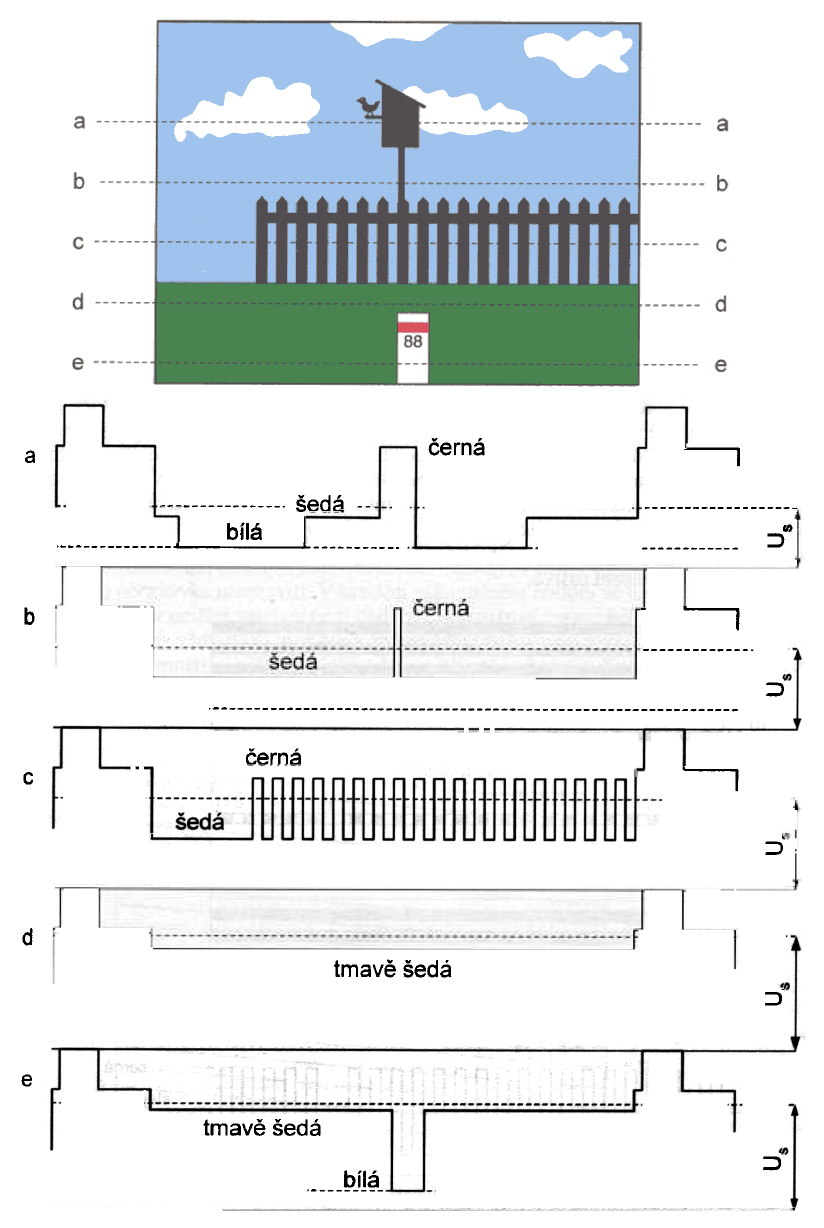 a a
b b
c c
d d
88
e e
a
černá
šedá
bílá
Us
b
černá
šedá
Us
c
černá
šedá
Us
d
tmavě šedá
Us
e
tmavě šedá
bílá
Us